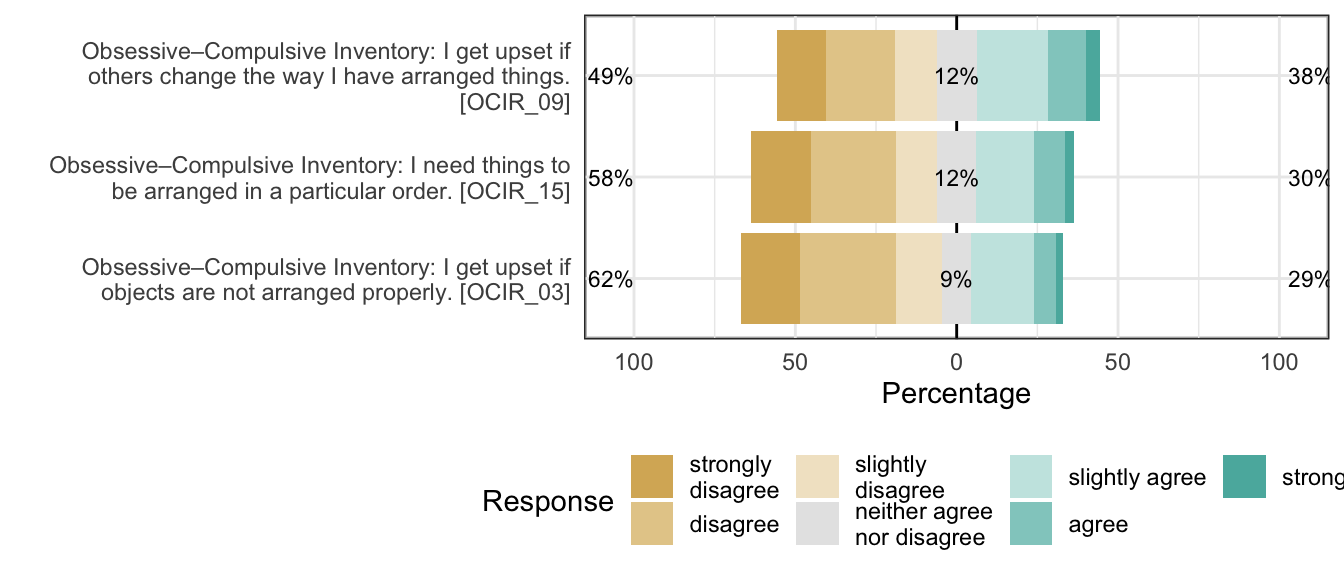 Obsessive–Compulsive Inventory: I get upset if
others change the way I have arranged things.
[OCIR_09]
49%
12%
38%
Obsessive–Compulsive Inventory: I need things to
be arranged in a particular order. [OCIR_15]
58%
12%
30%
Obsessive–Compulsive Inventory: I get upset if
objects are not arranged properly. [OCIR_03]
62%
9%
29%
100
50
0
50
100
Percentage
Response
strongly
disagree
disagree
slightly
disagree
neither agree
nor disagree
slightly agree
agree
strong